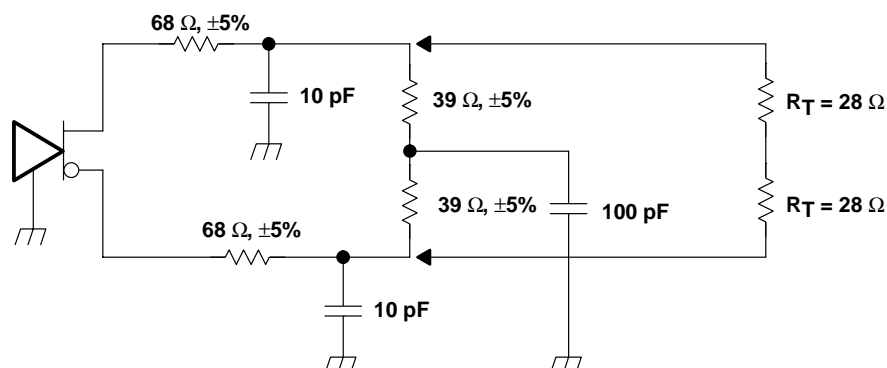 68 Ω, ±5%
10 pF
39 Ω, ±5%
R_T = 28 Ω
39 Ω, ±5%
100 pF
R_T = 28 Ω
68 Ω, ±5%
10 pF